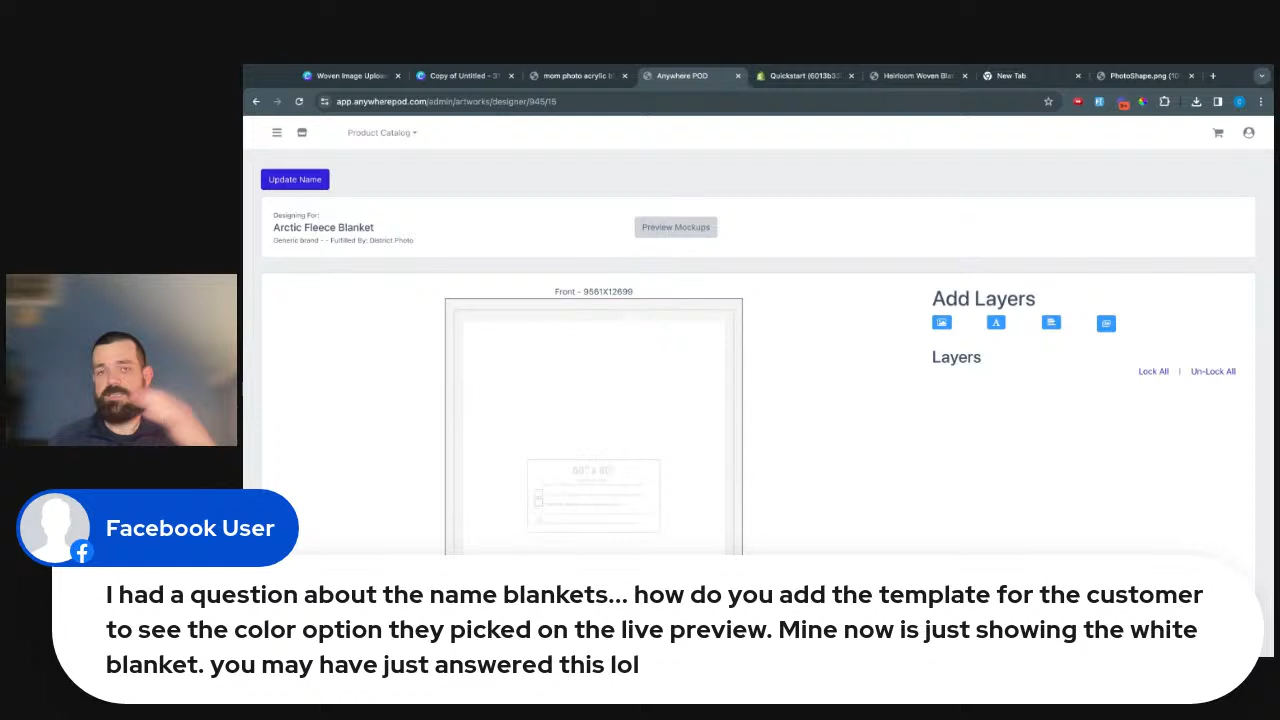 Woven Image Uploa
Copy of Untitled - 3
mom photo acrylic b
Anywhere POD
Quickstart (6013b33
Heirloom Woven Bla
New Tab
PhotoShape.png (10
app.anywherepod.com/admin/artworks/designer/945/15
Product Catalog
Update Name
Designing For:
Arctic Fleece Blanket
Generic brand - - Fulfilled By: District Photo
Preview Mockups
Front - 9561X12699
Add Layers
Layers
Lock All | Un-Lock All
Facebook User
I had a question about the name blankets... how do you add the template for the customer
to see the color option they picked on the live preview. Mine now is just showing the white
blanket. you may have just answered this lol